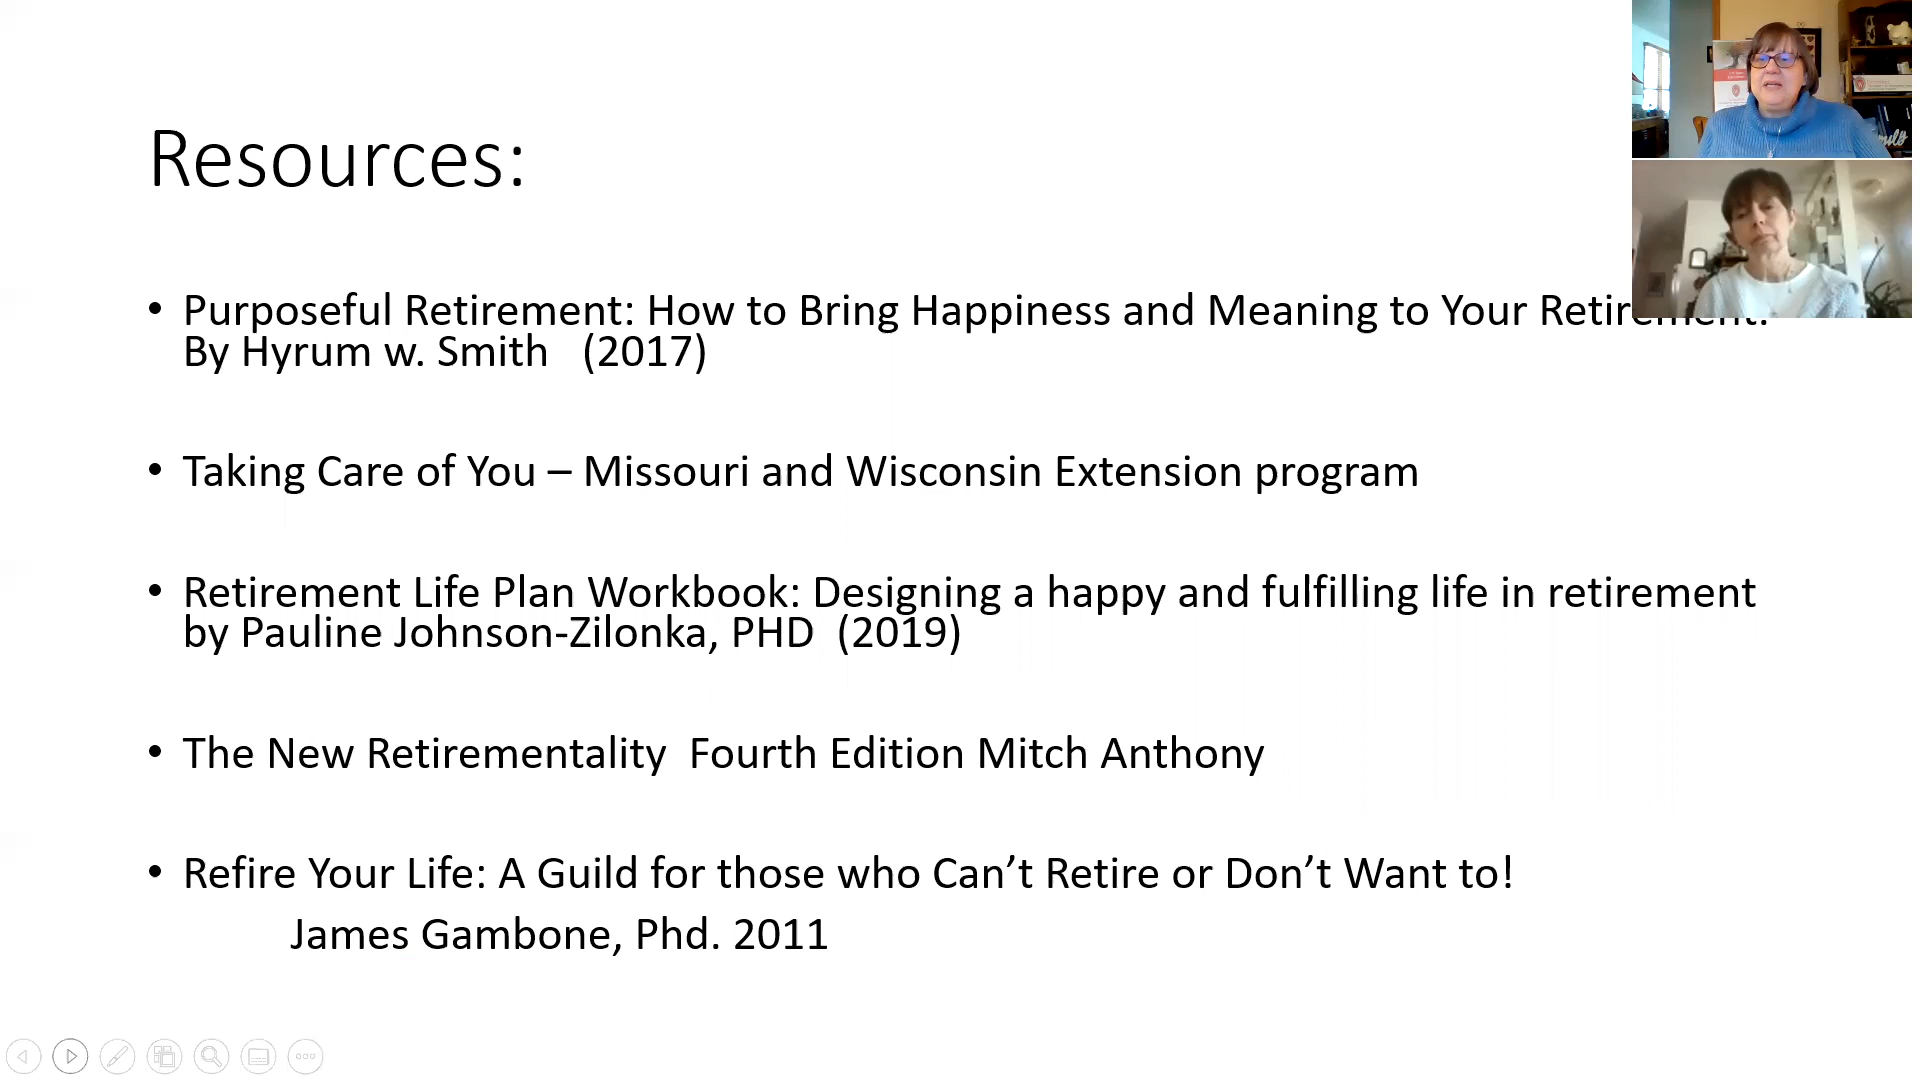 Resources:
• Purposeful Retirement: How to Bring Happiness and Meaning to Your Retirement.
By Hyrum w. Smith (2017)
• Taking Care of You – Missouri and Wisconsin Extension program
• Retirement Life Plan Workbook: Designing a happy and fulfilling life in retirement
by Pauline Johnson-Zilonka, PHD (2019)
• The New Retirementality Fourth Edition Mitch Anthony
• Refire Your Life: A Guild for those who Can’t Retire or Don’t Want to!
James Gambone, Phd. 2011